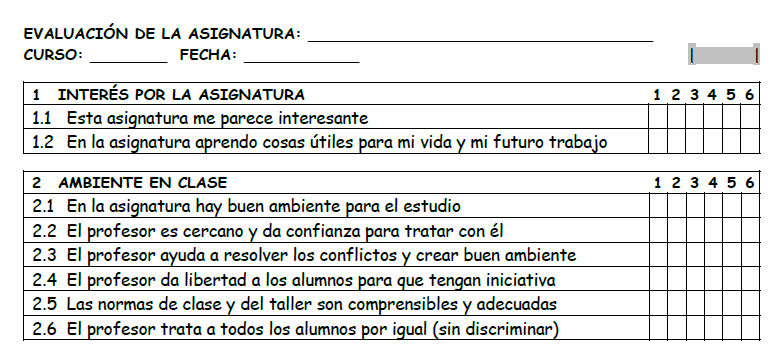 EVALUACIÓN DE LA ASIGNATURA: ____________________
CURSO: ________ FECHA: ____________
1 INTERÉS POR LA ASIGNATURA 1 2 3 4 5 6
1.1 Esta asignatura me parece interesante
1.2 En la asignatura aprendo cosas útiles para mi vida y mi futuro trabajo
2 AMBIENTE EN CLASE 1 2 3 4 5 6
2.1 En la asignatura hay buen ambiente para el estudio
2.2 El profesor es cercano y da confianza para tratar con él
2.3 El profesor ayuda a resolver los conflictos y crear buen ambiente
2.4 El profesor da libertad a los alumnos para que tengan iniciativa
2.5 Las normas de clase y del taller son comprensibles y adecuadas
2.6 El profesor trata a todos los alumnos por igual (sin discriminar)